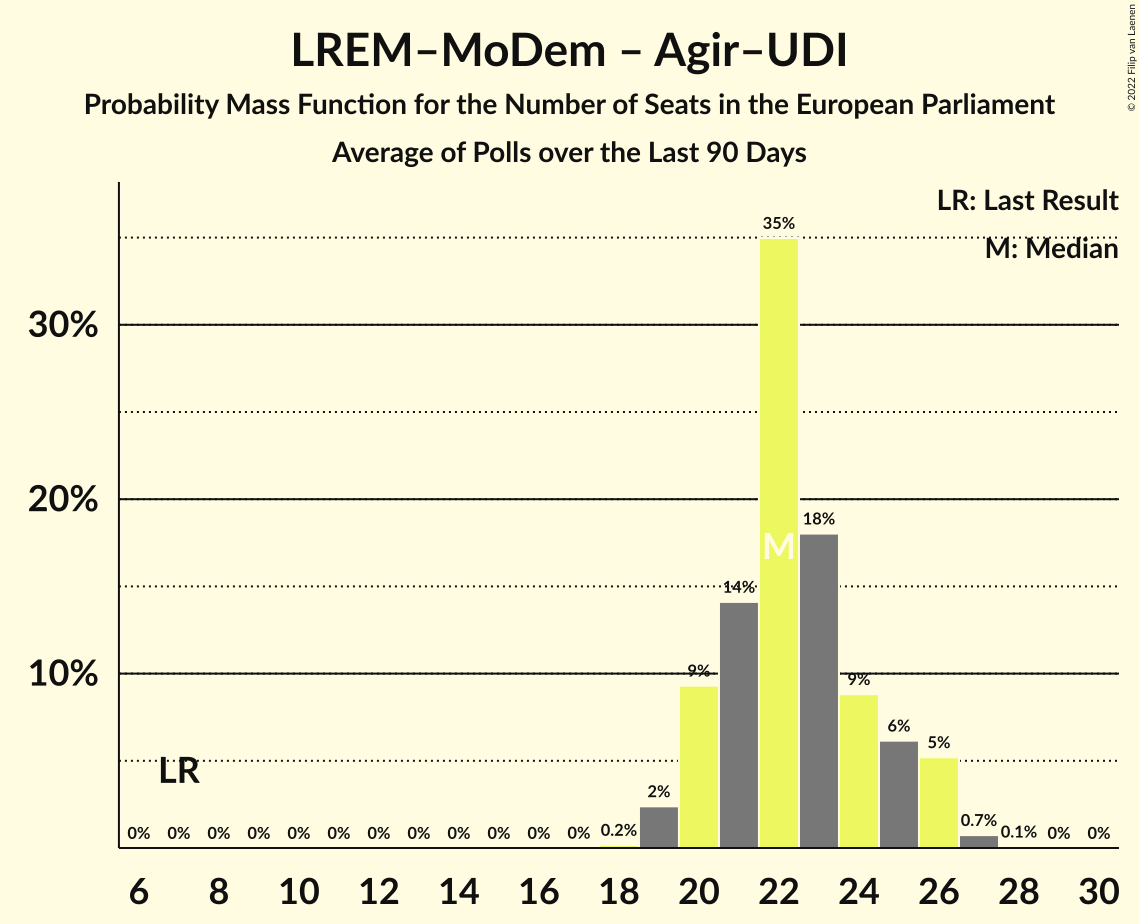 LREM–MoDem – Agir–UDI
Probability Mass Function for the Number of Seats in the European Parliament
Average of Polls over the Last 90 Days
© 2022 Filip van Laenen
LR: Last Result
M: Median
35%
30%
20%
18%
M
14%
10%
9%
9%
6%
5%
LR
2%
0% 0% 0% 0% 0% 0% 0% 0% 0% 0% 0% 0% 0.2% 0.7% 0.1% 0% 0%
6 8 10 12 14 16 18 20 22 24 26 28 30